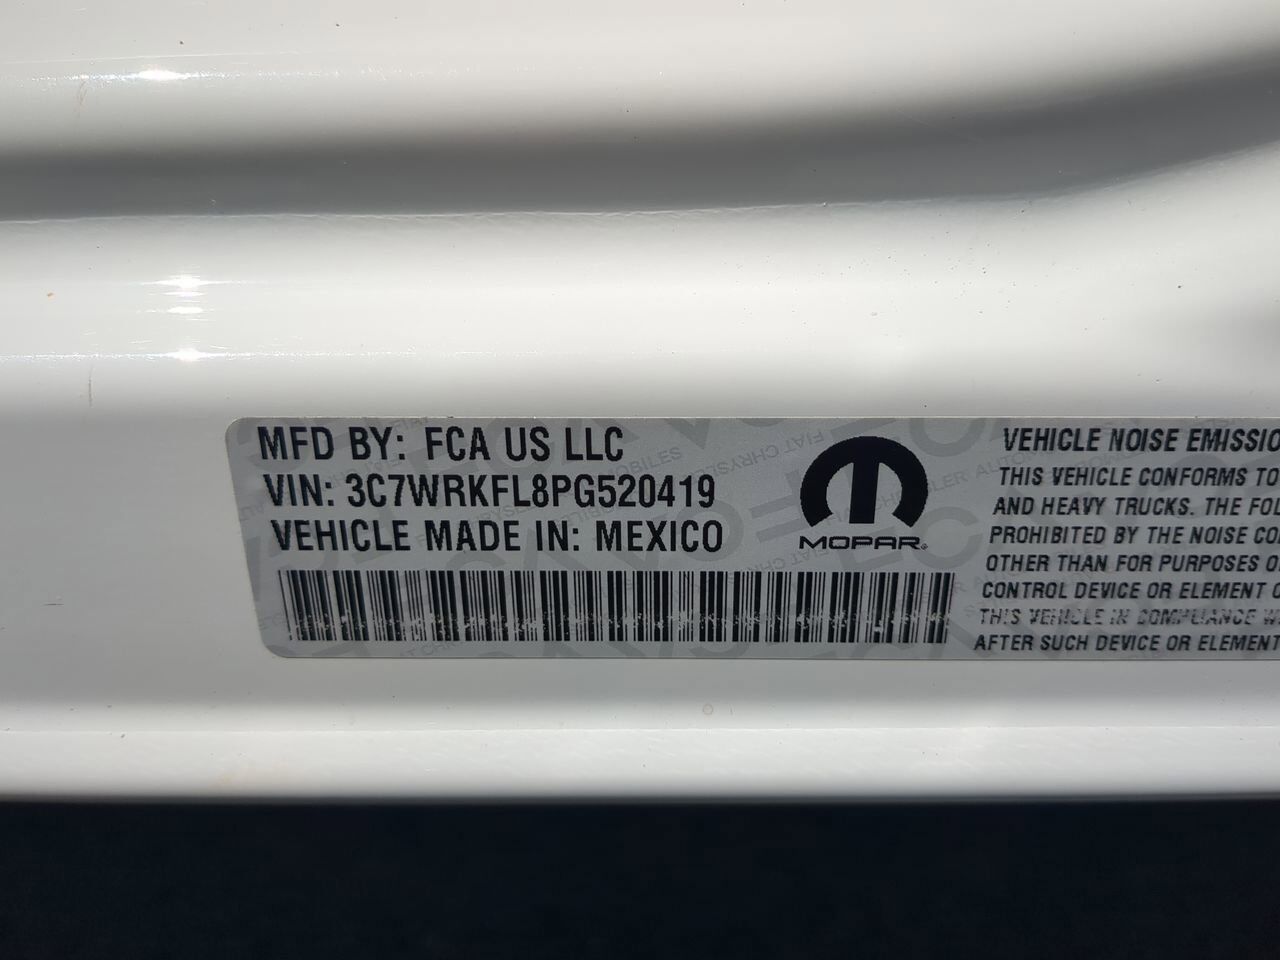 MFD BY: FCA US LLC
VIN: 3C7WRKFL8PG520419
VEHICLE MADE IN: MEXICO
MOPAR
VEHICLE NOISE EMISSIO
THIS VEHICLE CONFORMS TO
AND HEAVY TRUCKS. THE FOL
PROHIBITED BY THE NOISE CO
OTHER THAN FOR PURPOSES O
CONTROL DEVICE OR ELEMENT O
THIS VEHICLE IN COMPLIANCE W
AFTER SUCH DEVICE OR ELEMENT